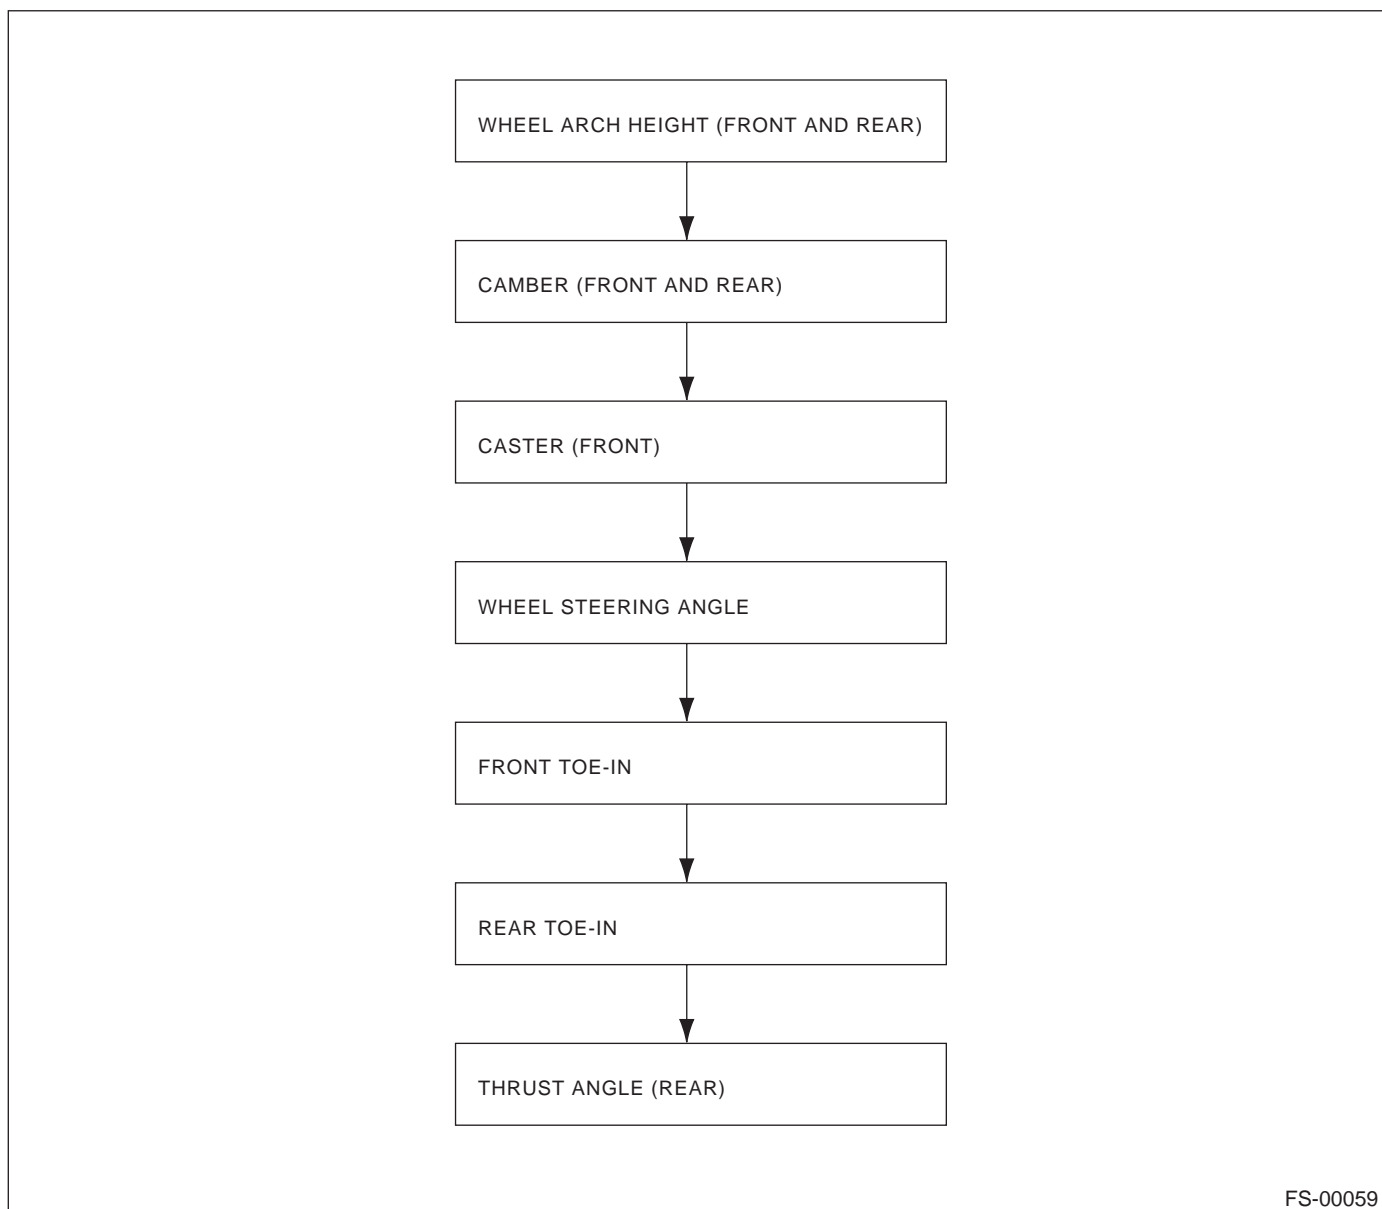 WHEEL ARCH HEIGHT (FRONT AND REAR)
CAMBER (FRONT AND REAR)
CASTER (FRONT)
WHEEL STEERING ANGLE
FRONT TOE-IN
REAR TOE-IN
THRUST ANGLE (REAR)
FS-00059